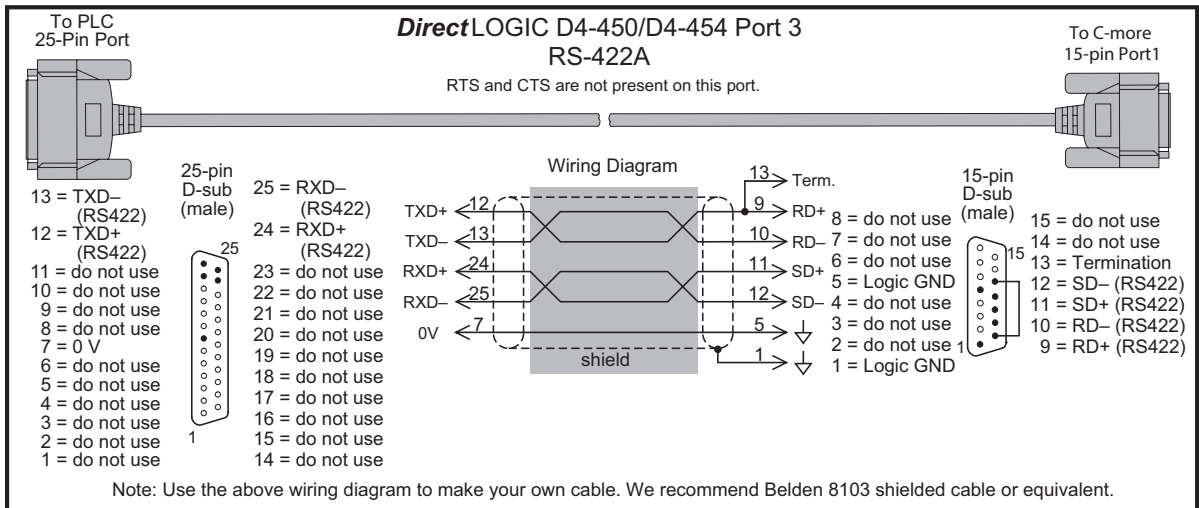 To PLC
25-Pin Port
DirectLOGIC D4-450/D4-454 Port 3
RS-422A
RTS and CTS are not present on this port.
To C-more
15-pin Port1
13 = TXD–
(RS422)
12 = TXD+
(RS422)
11 = do not use
10 = do not use
9 = do not use
8 = do not use
7 = 0 V
6 = do not use
5 = do not use
4 = do not use
3 = do not use
2 = do not use
1 = do not use
25-pin
D-sub
(male)
25
1
25 = RXD–
(RS422)
24 = RXD+
(RS422)
23 = do not use
22 = do not use
21 = do not use
20 = do not use
19 = do not use
18 = do not use
17 = do not use
16 = do not use
15 = do not use
14 = do not use
Wiring Diagram
13 Term.
TXD+ 12 9 RD+
TXD– 13 10 RD–
RXD+ 24 11 SD+
RXD– 25 12 SD–
0V 7 5
shield 1
8 = do not use
7 = do not use
6 = do not use
5 = Logic GND
4 = do not use
3 = do not use
2 = do not use
1 = Logic GND
15-pin
D-sub
(male)
15
1
15 = do not use
14 = do not use
13 = Termination
12 = SD– (RS422)
11 = SD+ (RS422)
10 = RD– (RS422)
9 = RD+ (RS422)
Note: Use the above wiring diagram to make your own cable. We recommend Belden 8103 shielded cable or equivalent.